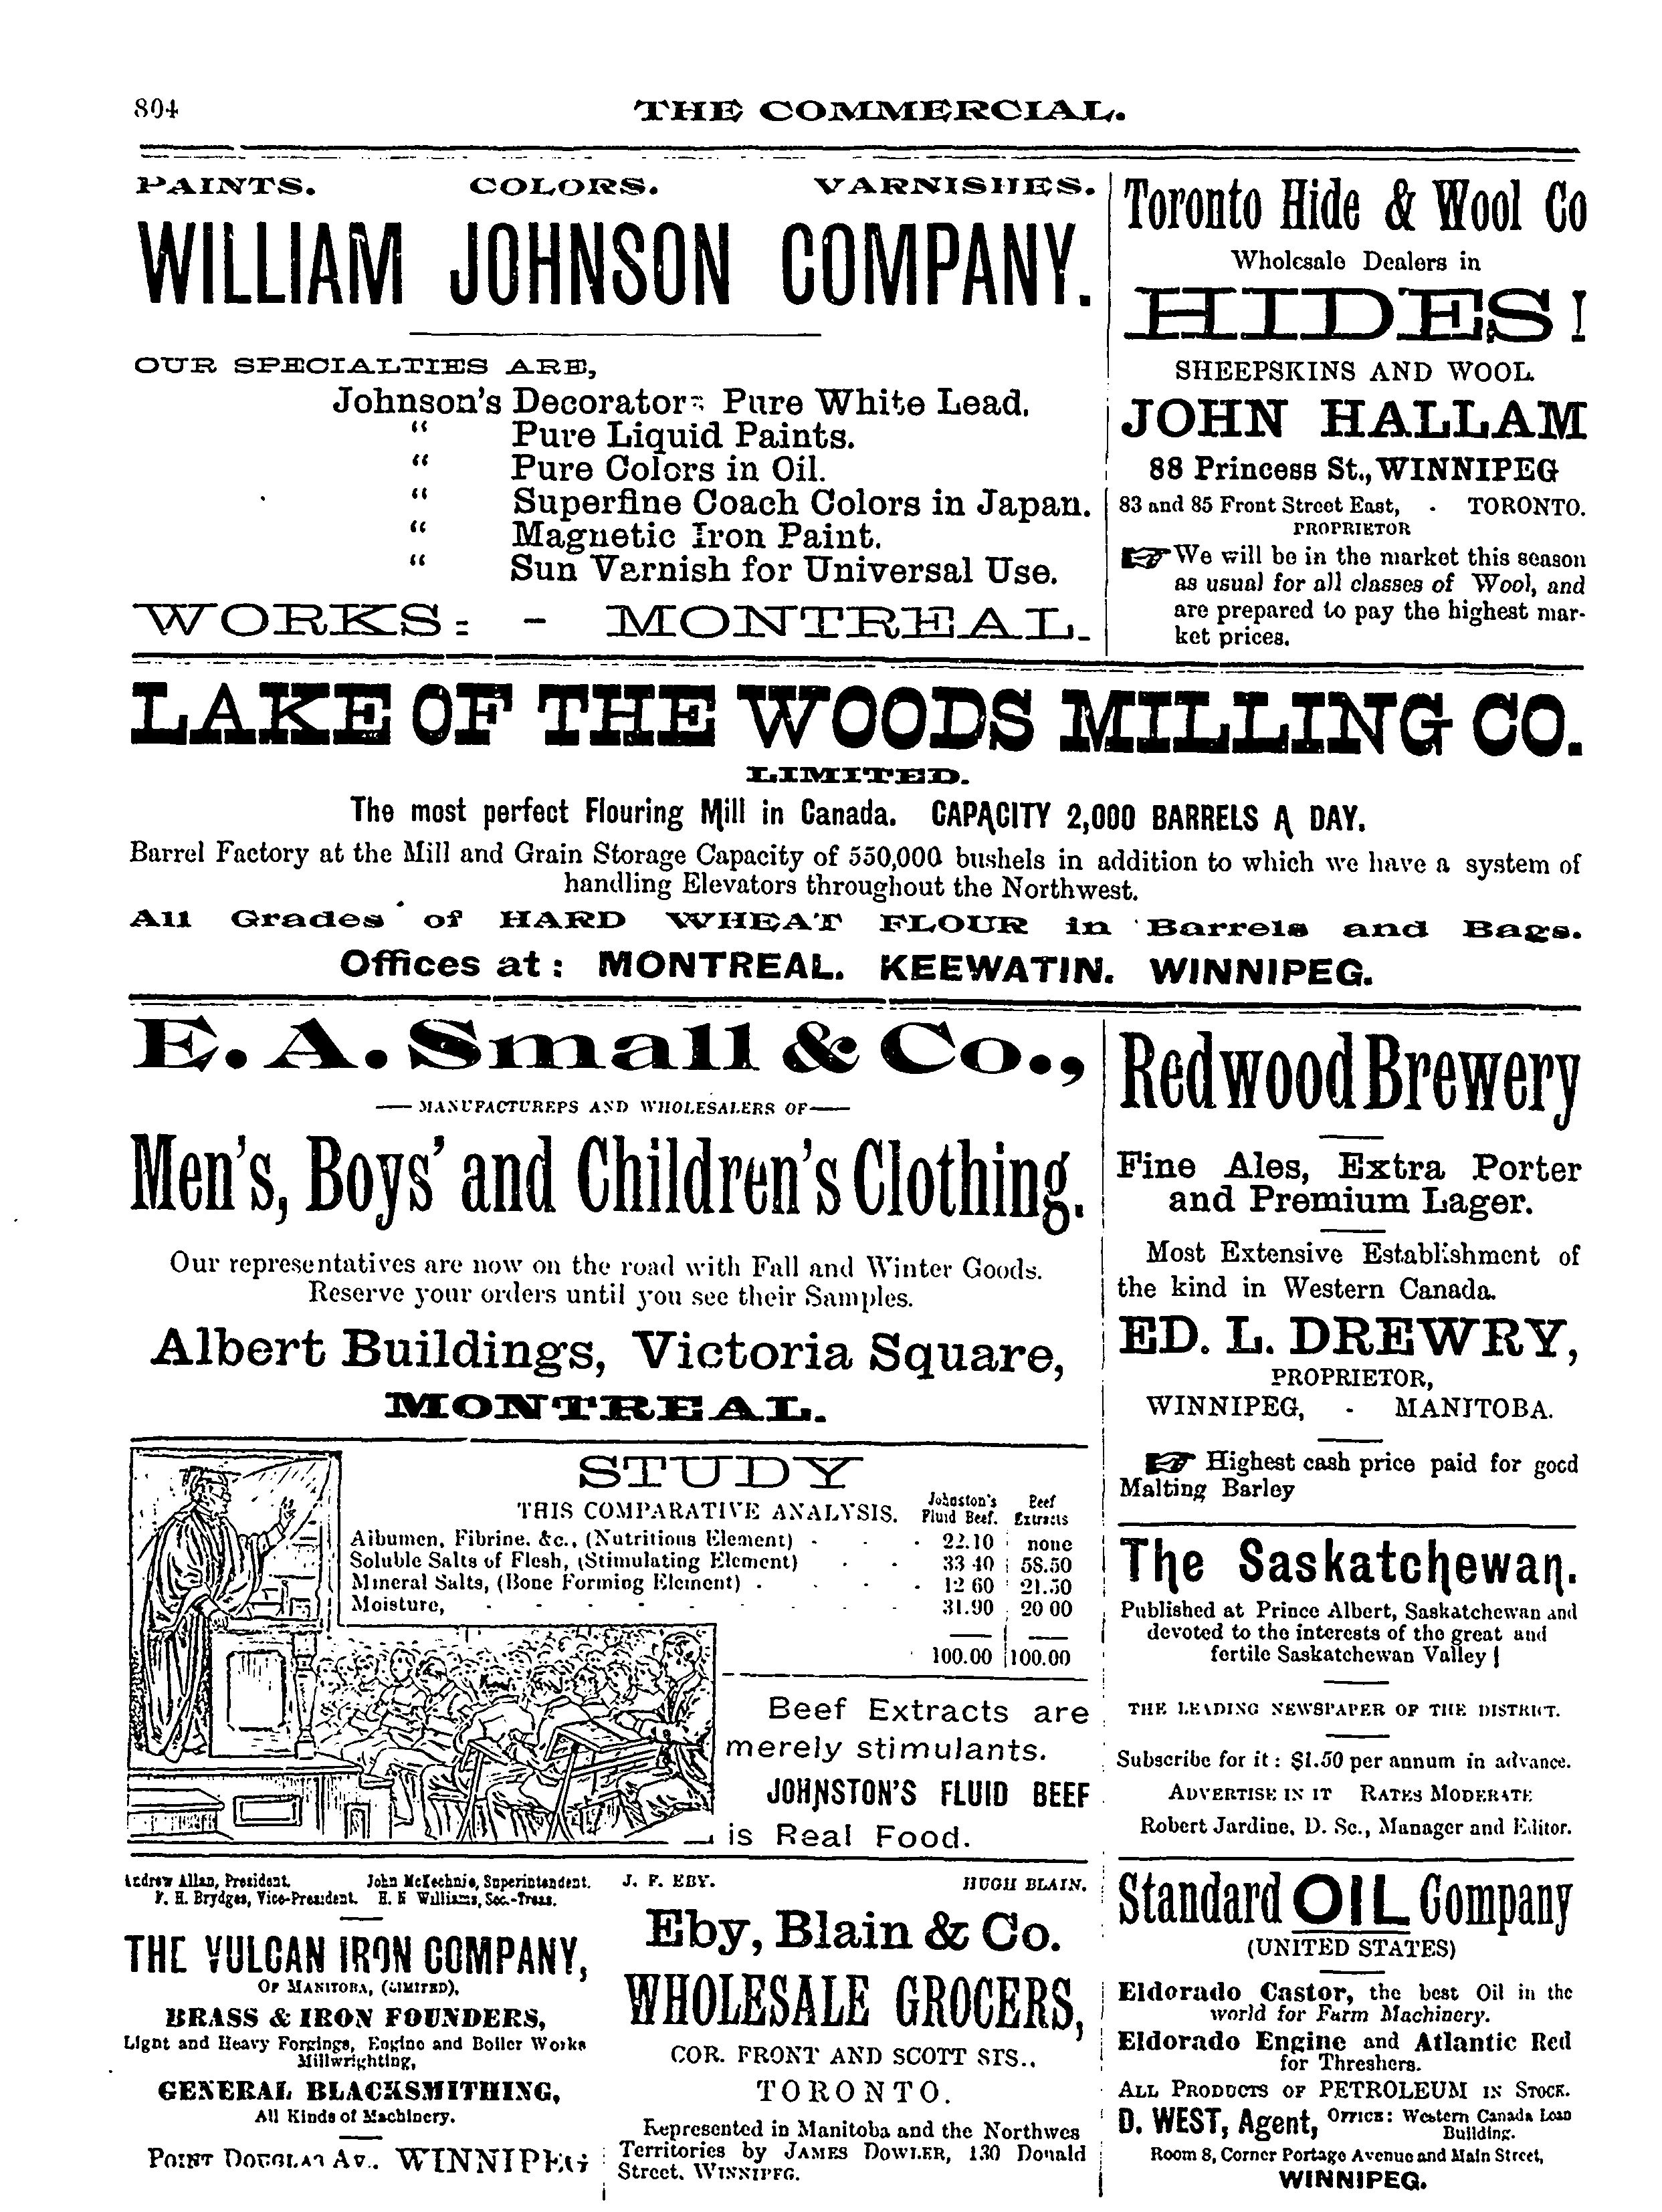 804
THE COMMERCIAL.
PAINTS. COLORS. VARNISHES.
WILLIAM JOHNSON COMPANY.
OUR SPECIALTIES ARE,
Johnson's Decorators Pure White Lead.
" Pure Liquid Paints.
" Pure Colors in Oil.
" Superfine Coach Colors in Japan.
" Magnetic Iron Paint.
" Sun Varnish for Universal Use.
WORKS: - MONTREAL.
Toronto Hide & Wool Co
Wholesale Dealers in
HIDES!
SHEEPSKINS AND WOOL.
JOHN HALLAM
88 Princess St., WINNIPEG
83 and 85 Front Street East, - TORONTO.
PROPRIETOR
☞ We will be in the market this season
as usual for all classes of Wool, and
are prepared to pay the highest mar-
ket prices.
LAKE OF THE WOODS MILLING CO.
LIMITED.
The most perfect Flouring Mill in Canada. CAPACITY 2,000 BARRELS A DAY.
Barrel Factory at the Mill and Grain Storage Capacity of 550,000 bushels in addition to which we have a system of
handling Elevators throughout the Northwest.
All Grades of HARD WHEAT FLOUR in Barrels and Bags.
Offices at: MONTREAL. KEEWATIN. WINNIPEG.
E. A. Small & Co.,
MANUFACTURERS AND WHOLESALERS OF
Men's, Boys' and Children's Clothing.
Our representatives are now on the road with Fall and Winter Goods.
Reserve your orders until you see their Samples.
Albert Buildings, Victoria Square,
MONTREAL.
Redwood Brewery
Fine Ales, Extra Porter
and Premium Lager.
Most Extensive Establishment of
the kind in Western Canada.
ED. L. DREWRY,
PROPRIETOR,
WINNIPEG, - MANITOBA.
☞ Highest cash price paid for good
Malting Barley
STUDY
THIS COMPARATIVE ANALYSIS. Johnston's Fluid Beef. Beef Extracts
Albumen, Fibrine, &c., (Nutritious Element) - - - 22.10 none
Soluble Salts of Flesh, (Stimulating Element) - - 33 40 58.50
Mineral Salts, (Bone Forming Element) - - - - 12 60 21.50
Moisture, - - - - - - - - - 31.90 20 00
100.00 100.00
Beef Extracts are
merely stimulants.
JOHNSTON'S FLUID BEEF
is Real Food.
The Saskatchewan.
Published at Prince Albert, Saskatchewan and
devoted to the interests of the great and
fertile Saskatchewan Valley
THE LEADING NEWSPAPER OF THE DISTRICT.
Subscribe for it: $1.50 per annum in advance.
ADVERTISE IN IT RATES MODERATE
Robert Jardine, D. Sc., Manager and Editor.
Andrew Allan, President. John McKechnie, Superintendent.
F. H. Brydges, Vice-President. H. E Williams, Sec.-Treas.
THE VULCAN IRON COMPANY,
OF MANITOBA, (LIMITED),
BRASS & IRON FOUNDERS,
Light and Heavy Forgings, Engine and Boiler Works
Millwrighting,
GENERAL BLACKSMITHING,
All Kinds of Machinery.
POINT DOUGLAS AV., WINNIPEG
J. F. EBY. HUGH BLAIN.
Eby, Blain & Co.
WHOLESALE GROCERS,
COR. FRONT AND SCOTT STS.,
TORONTO.
Represented in Manitoba and the Northwes
Territories by JAMES DOWLER, 130 Donald
Street, WINNIPEG.
Standard OIL Company
(UNITED STATES)
Eldorado Castor, the best Oil in the
world for Farm Machinery.
Eldorado Engine and Atlantic Red
for Threshers.
ALL PRODUCTS OF PETROLEUM IN STOCK.
D. WEST, Agent, OFFICE: Western Canada Loan
Building.
Room 8, Corner Portage Avenue and Main Street,
WINNIPEG.